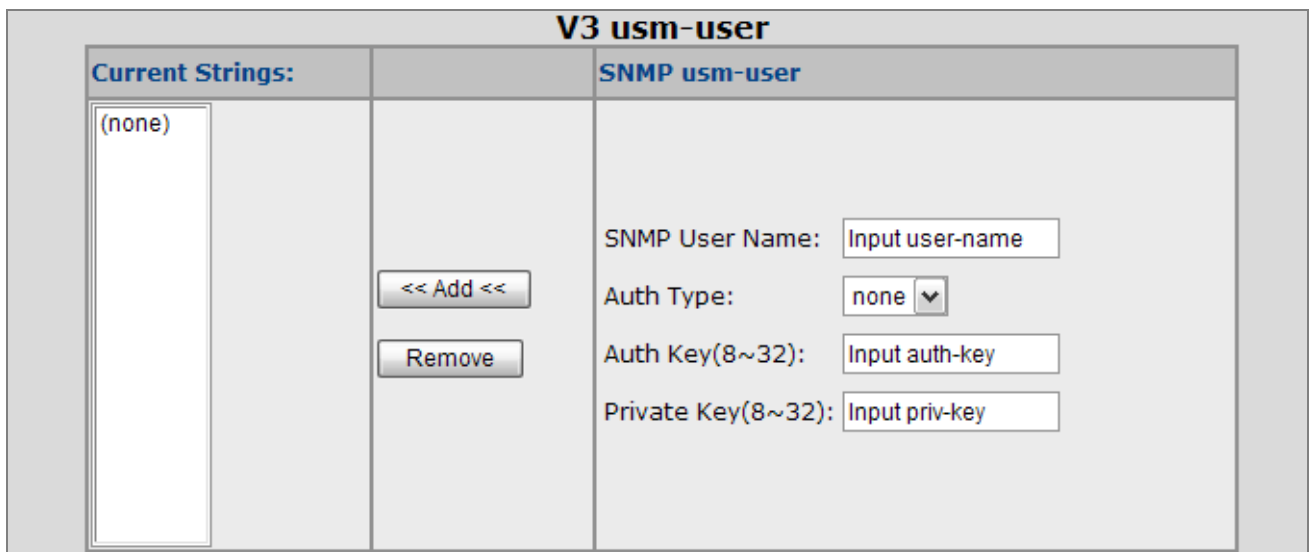 V3 usm-user
Current Strings:
SNMP usm-user
(none)
<< Add <<
Remove
SNMP User Name: Input user-name
Auth Type: none
Auth Key(8~32): Input auth-key
Private Key(8~32): Input priv-key